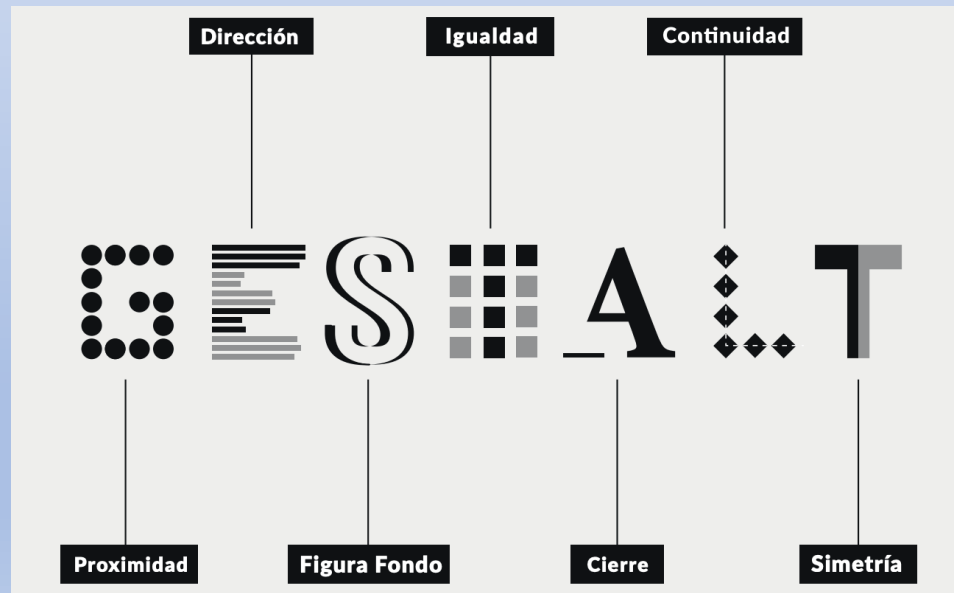 Dirección
Igualdad
Continuidad
GESTALT
Proximidad
Figura Fondo
Cierre
Simetría